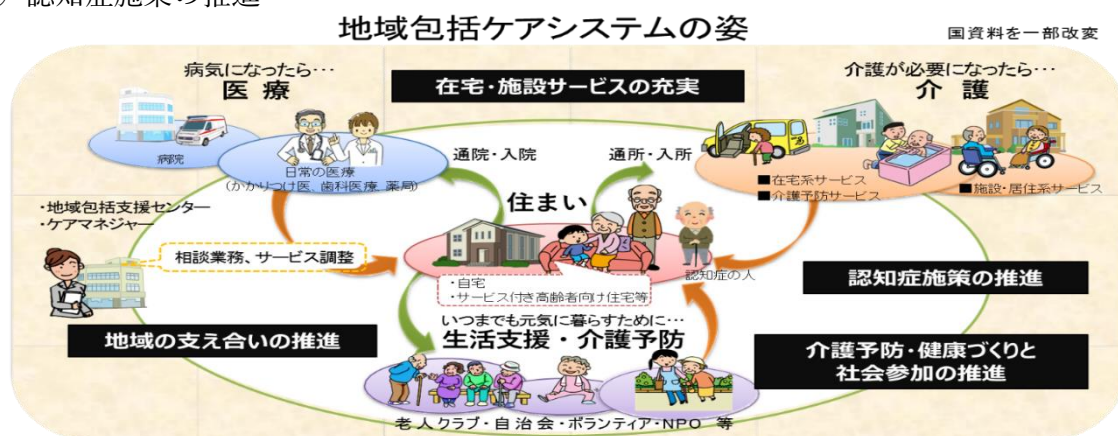 認知症施策の推進
地域包括ケアシステムの姿
国資料を一部改変
病気になったら…
医療
在宅・施設サービスの充実
介護が必要になったら…
介護
病院
日常の医療
(かかりつけ医、歯科医療、薬局)
通院・入院
通所・入所
■在宅系サービス
■介護予防サービス
■施設・居住系サービス
・地域包括支援センター
・ケアマネジャー
相談業務、サービス調整
住まい
認知症の人
・自宅
・サービス付き高齢者向け住宅等
認知症施策の推進
地域の支え合いの推進
いつまでも元気に暮らすために…
生活支援・介護予防
介護予防・健康づくりと
社会参加の推進
老人クラブ・自治会・ボランティア・NPO 等